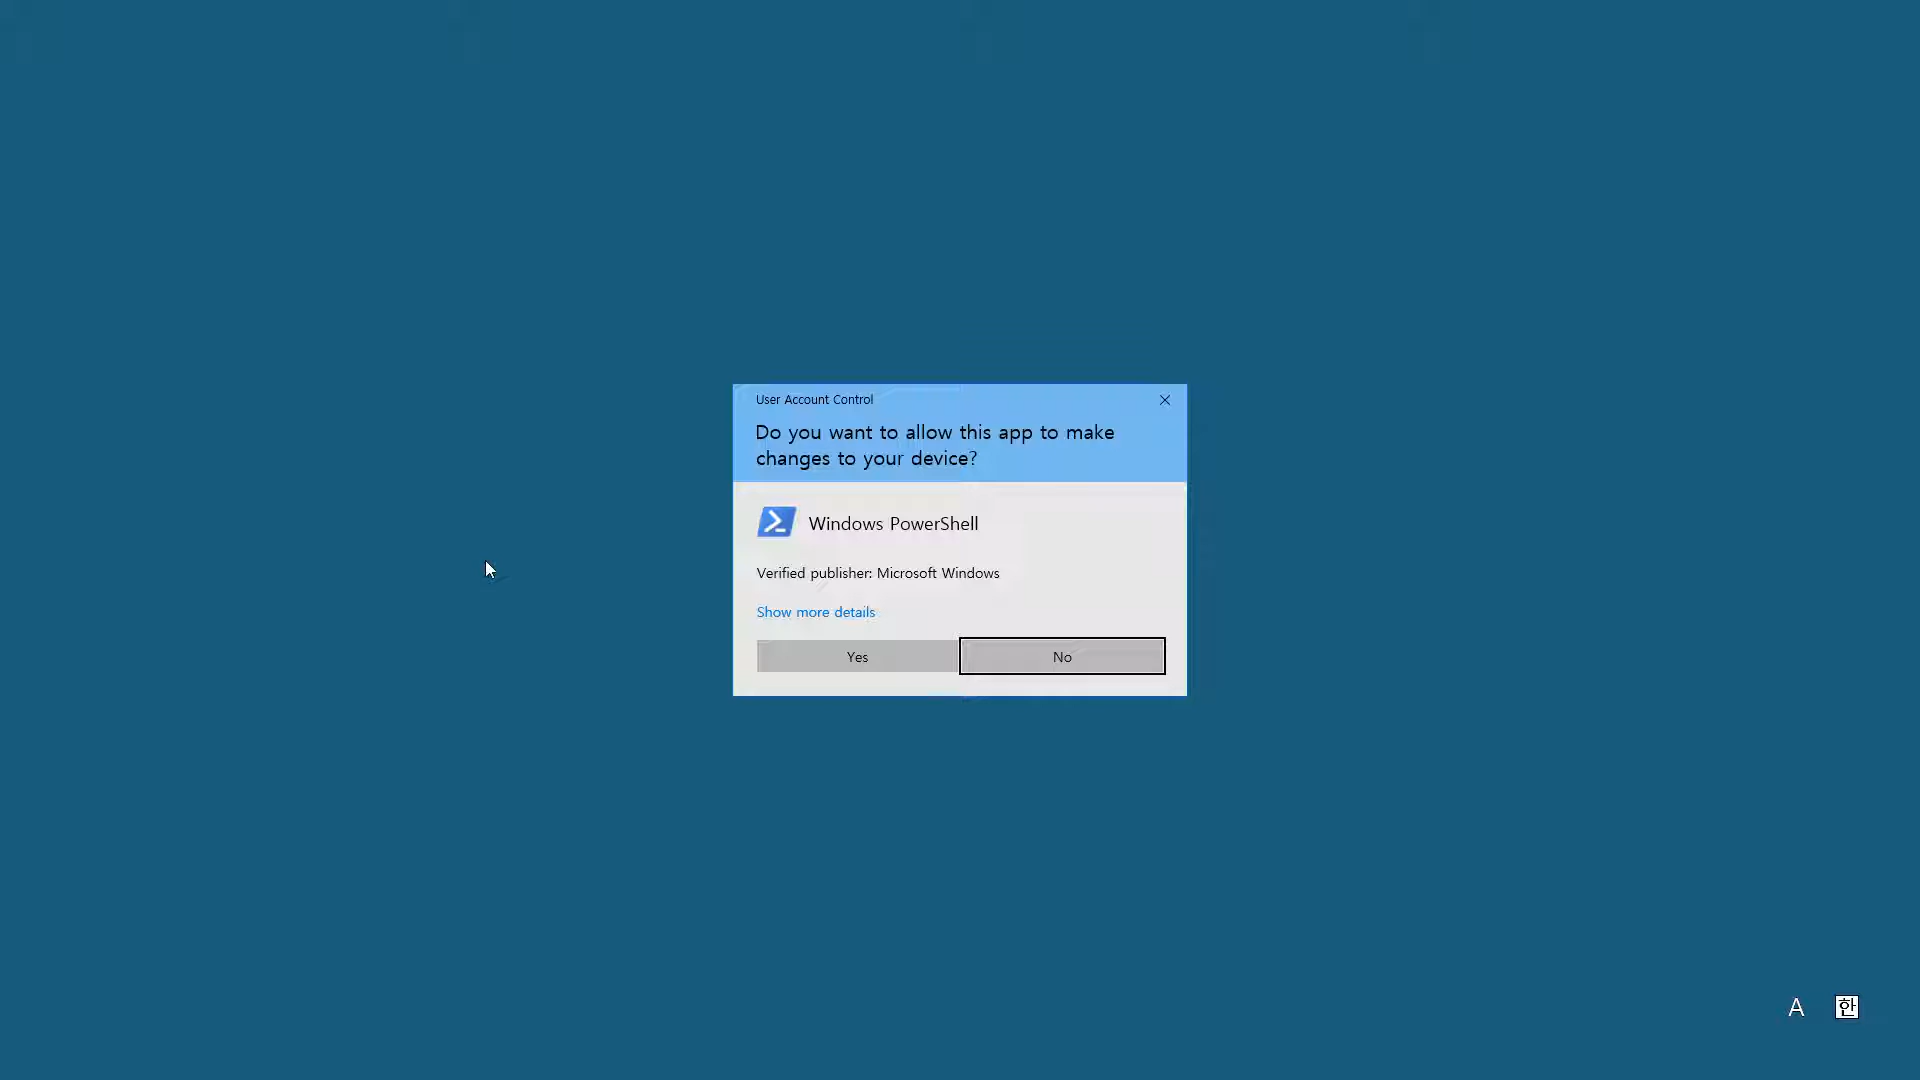 User Account Control
Do you want to allow this app to make
changes to your device?
Windows PowerShell
Verified publisher: Microsoft Windows
Show more details
Yes
No
A
한